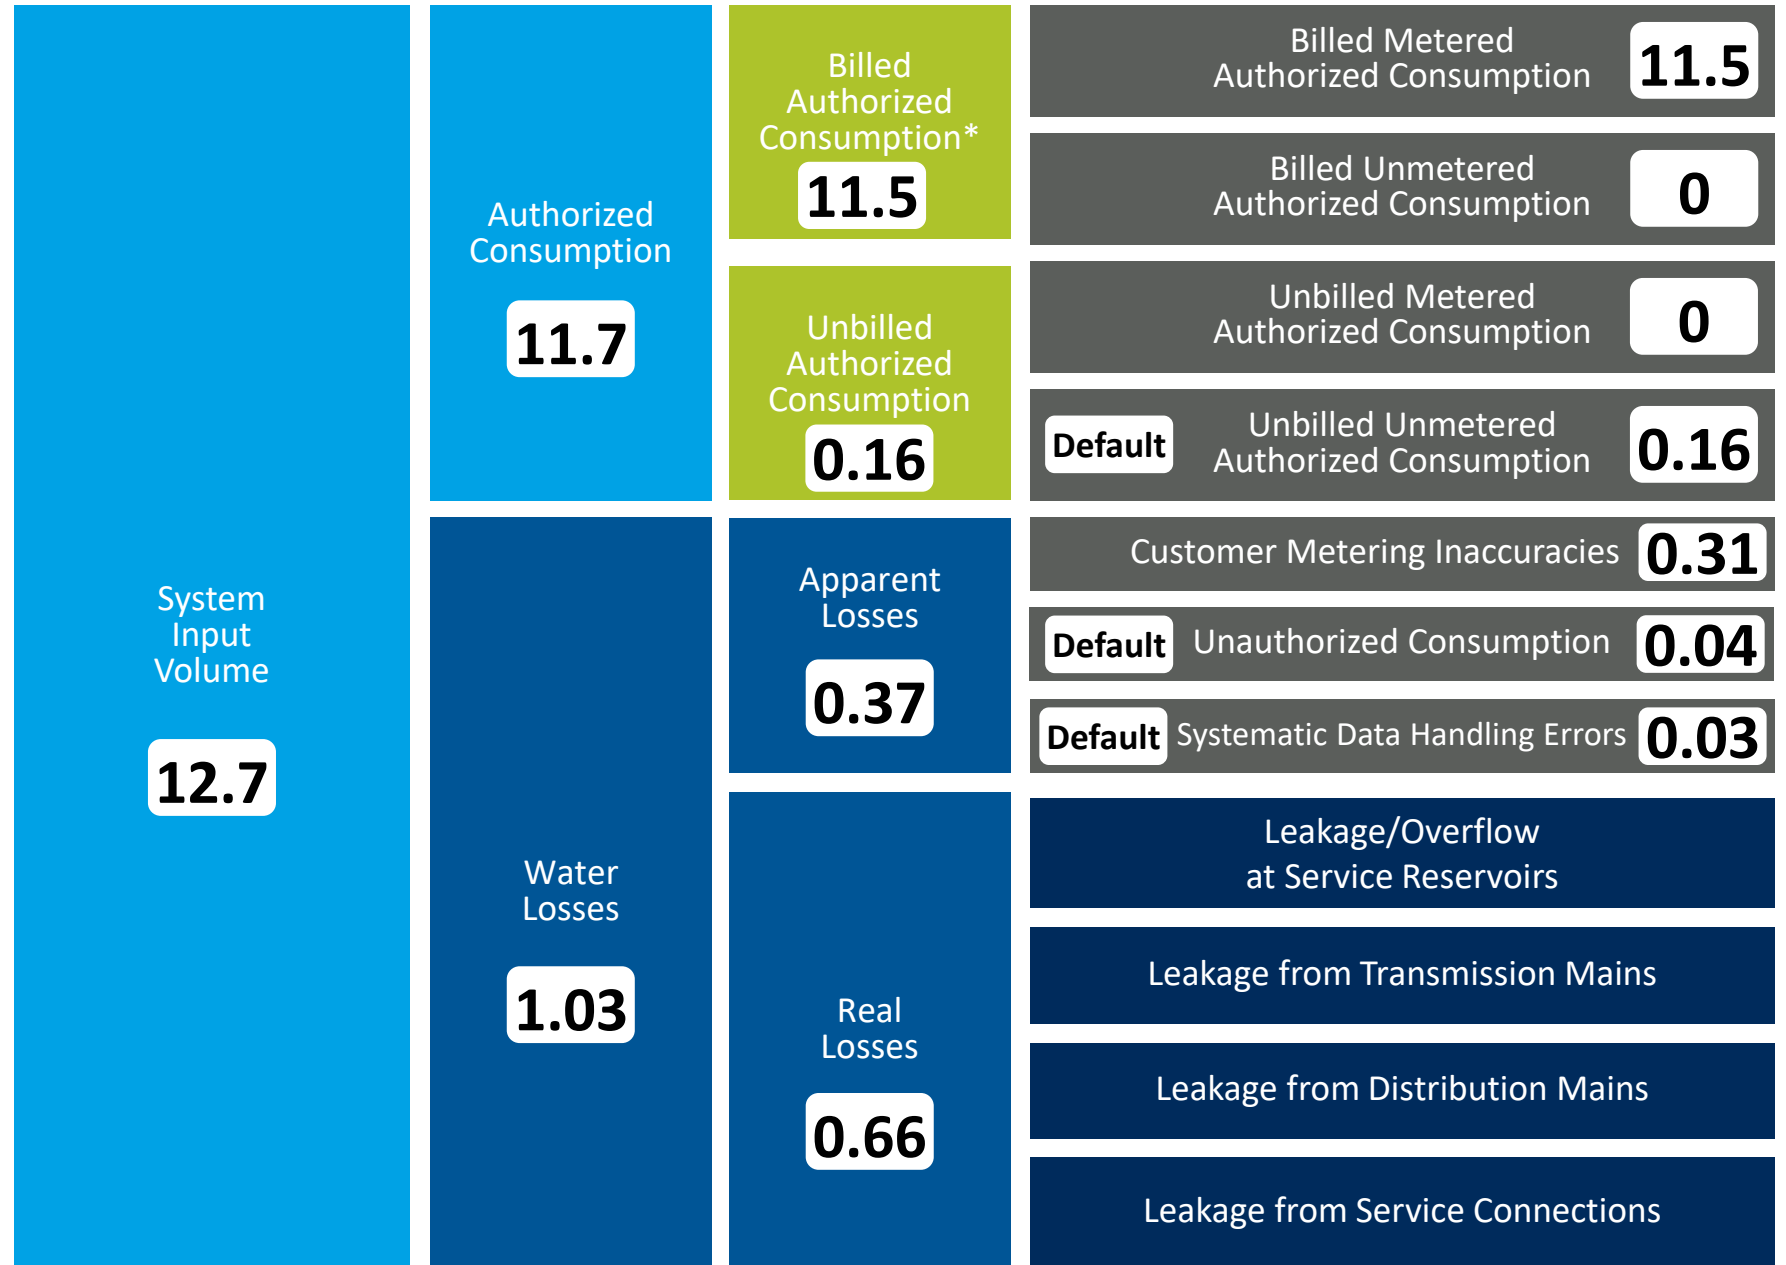 System
Input
Volume
12.7
Authorized
Consumption
11.7
Water
Losses
1.03
Billed
Authorized
Consumption*
11.5
Unbilled
Authorized
Consumption
0.16
Apparent
Losses
0.37
Real
Losses
0.66
Billed Metered
Authorized Consumption
11.5
Billed Unmetered
Authorized Consumption
0
Unbilled Metered
Authorized Consumption
0
Default
Unbilled Unmetered
Authorized Consumption
0.16
Customer Metering Inaccuracies 0.31
Default Unauthorized Consumption 0.04
Default Systematic Data Handling Errors 0.03
Leakage/Overflow
at Service Reservoirs
Leakage from Transmission Mains
Leakage from Distribution Mains
Leakage from Service Connections